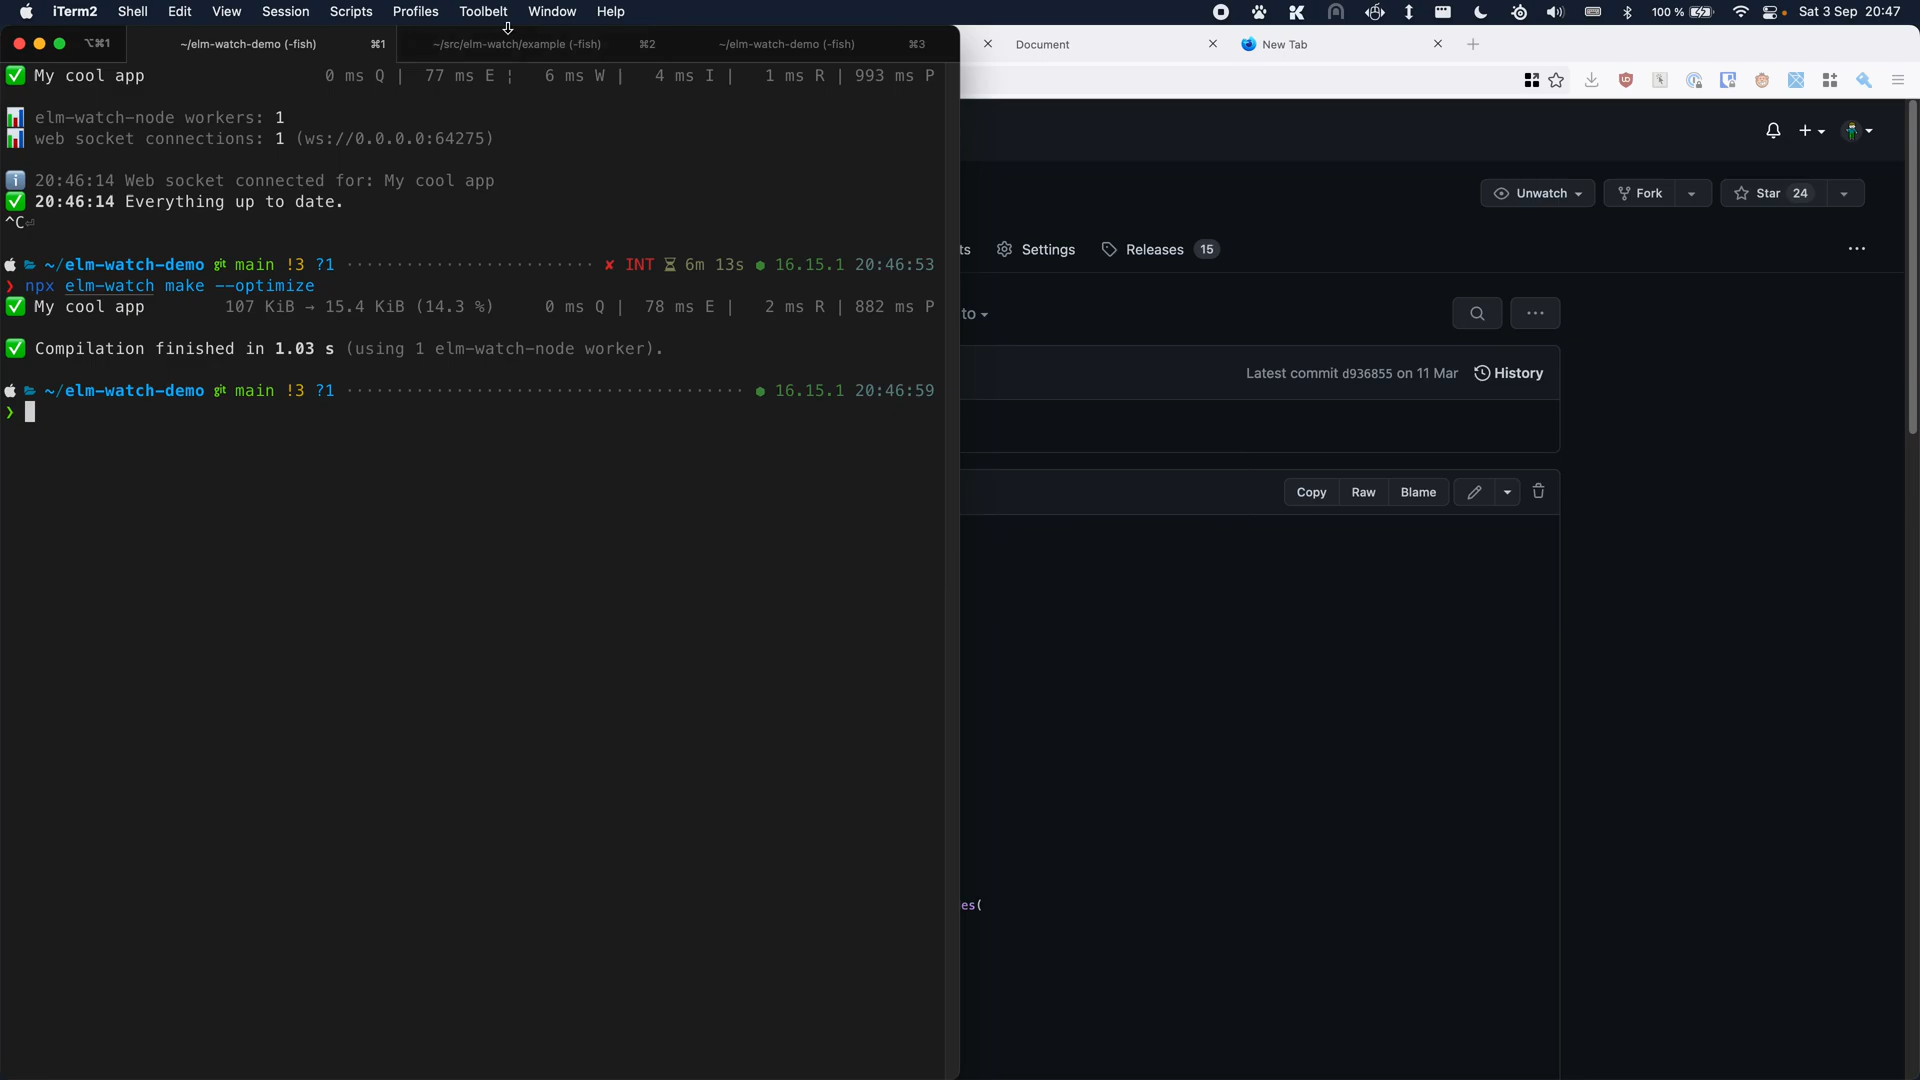 iTerm2 Shell Edit View Session Scripts Profiles Toolbelt Window Help 100 % Sat 3 Sep 20:47
⌥⌘1 ~/elm-watch-demo (-fish) ⌘1 ~/src/elm-watch/example (-fish) ⌘2 ~/elm-watch-demo (-fish) ⌘3
Document New Tab
✅ My cool app 0 ms Q | 77 ms E ¦ 6 ms W | 4 ms I | 1 ms R | 993 ms P
📊 elm-watch-node workers: 1
📊 web socket connections: 1 (ws://0.0.0.0:64275)
ℹ️ 20:46:14 Web socket connected for: My cool app
✅ 20:46:14 Everything up to date.
^C⏎
~/elm-watch-demo git main !3 ?1 ························· ✘ INT ⧖ 6m 13s ⬢ 16.15.1 20:46:53
❯ npx elm-watch make --optimize
✅ My cool app 107 KiB → 15.4 KiB (14.3 %) 0 ms Q | 78 ms E | 2 ms R | 882 ms P
✅ Compilation finished in 1.03 s (using 1 elm-watch-node worker).
~/elm-watch-demo git main !3 ?1 ········································ ⬢ 16.15.1 20:46:59
❯
Unwatch Fork Star 24
ts Settings Releases 15
to
Latest commit d936855 on 11 Mar History
Copy Raw Blame
es(